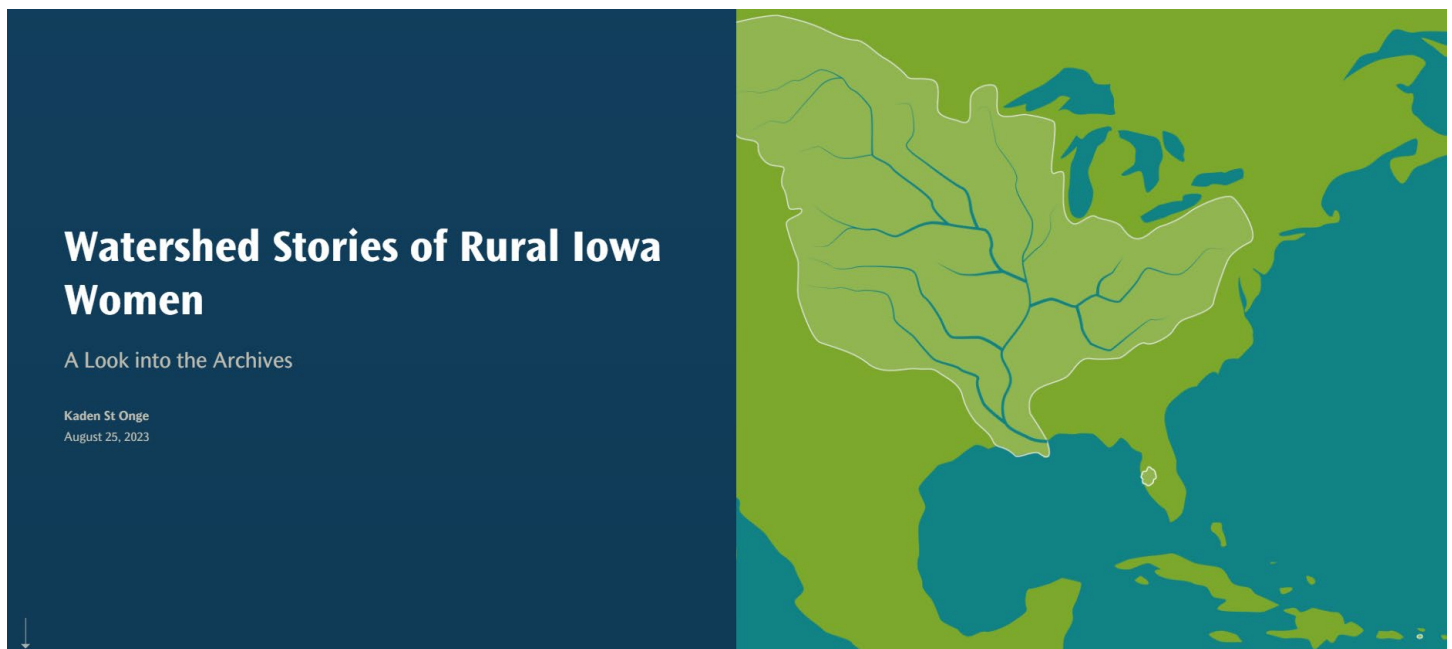 Watershed Stories of Rural Iowa
Women
A Look into the Archives
Kaden St Onge
August 25, 2023